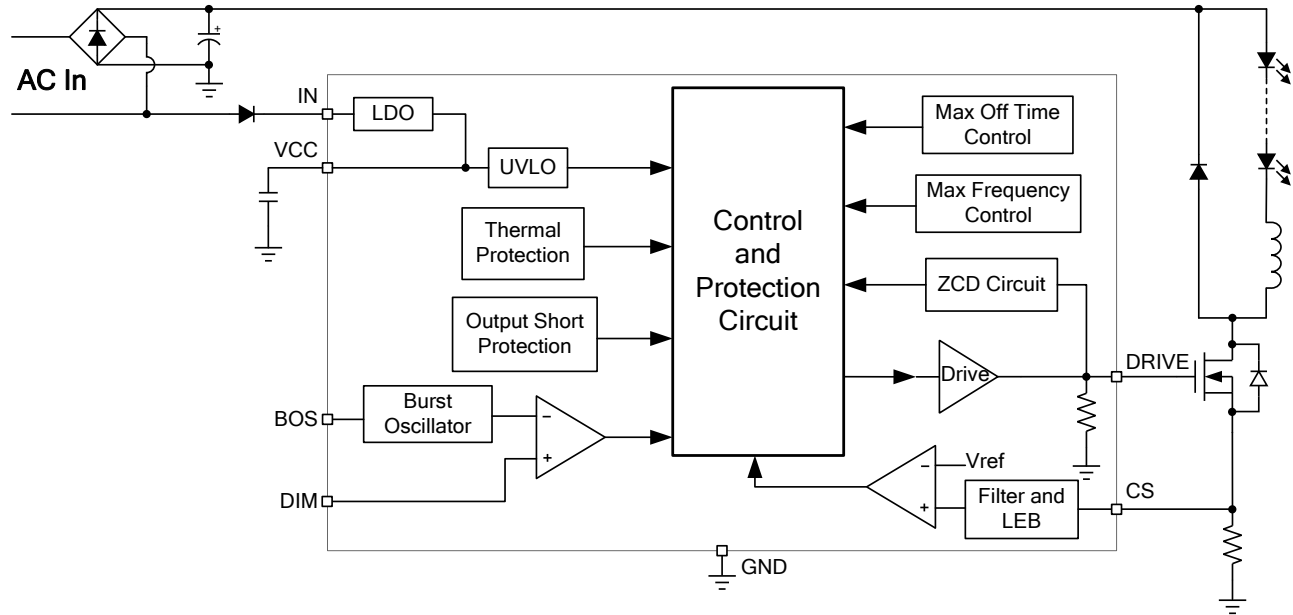 AC In
IN
LDO
VCC
UVLO
Thermal
Protection
Output Short
Protection
BOS
Burst
Oscillator
−
+
DIM
Control
and
Protection
Circuit
Max Off Time
Control
Max Frequency
Control
ZCD Circuit
Drive
DRIVE
Vref
−
+
Filter and
LEB
CS
GND
+